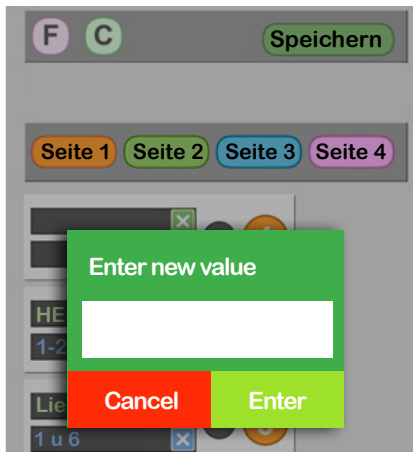 F C Speichern
Seite 1 Seite 2 Seite 3 Seite 4
Enter new value
HE
1-2
Cancel Enter
Lie
1 u 6